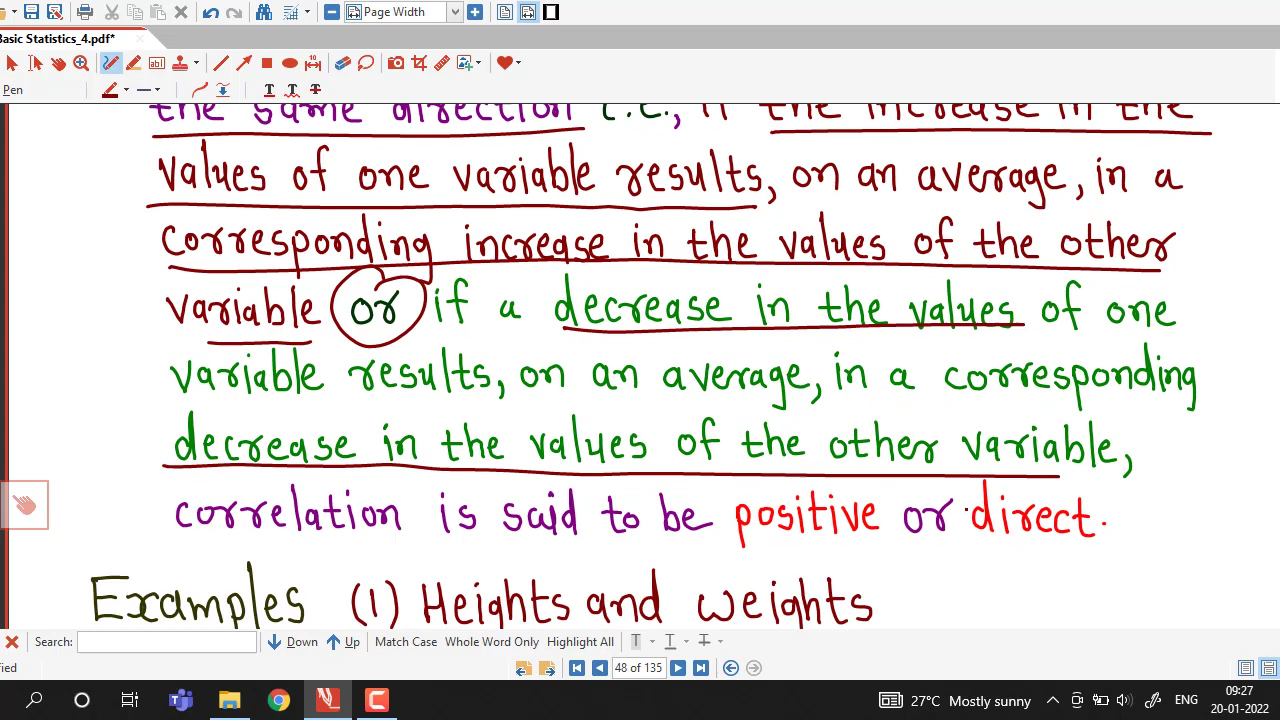 Page Width
Basic Statistics_4.pdf*
Pen
the same direction i.e., if the increase in the
values of one variable results, on an average, in a
corresponding increase in the values of the other
variable or if a decrease in the values of one
variable results, on an average, in a corresponding
decrease in the values of the other variable,
correlation is said to be positive or direct.
Examples (1) Heights and weights
Search: Down Up Match Case Whole Word Only Highlight All T T T
fied 48 of 135
27°C Mostly sunny ENG 09:27
20-01-2022